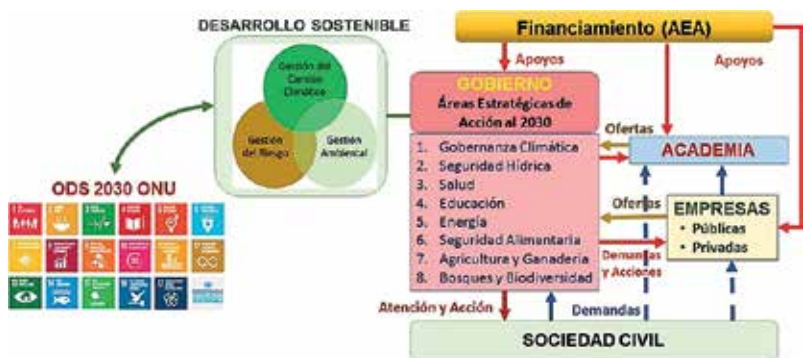 DESARROLLO SOSTENIBLE
Gestión del
Cambio
Climático
Gestión
del Riesgo
Gestión
Ambiental
ODS 2030 ONU
Financiamiento (AEA)
Apoyos
Apoyos
GOBIERNO
Áreas Estratégicas de
Acción al 2030
1. Gobernanza Climática
2. Seguridad Hídrica
3. Salud
4. Educación
5. Energía
6. Seguridad Alimentaria
7. Agricultura y Ganadería
8. Bosques y Biodiversidad
Ofertas
ACADEMIA
Ofertas
EMPRESAS
• Públicas
• Privadas
Demandas
y Acciones
Atención y Acción
Demandas
SOCIEDAD CIVIL